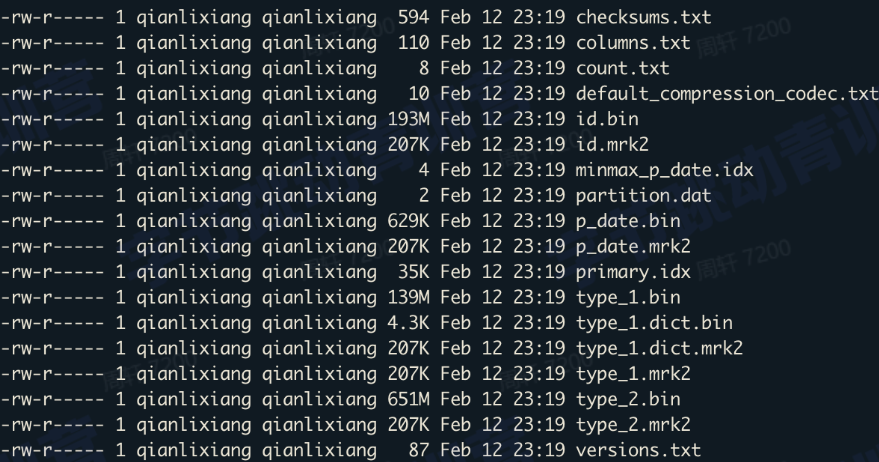 -rw-r----- 1 qianlixiang qianlixiang  594 Feb 12 23:19 checksums.txt
-rw-r----- 1 qianlixiang qianlixiang  110 Feb 12 23:19 columns.txt
-rw-r----- 1 qianlixiang qianlixiang    8 Feb 12 23:19 count.txt
-rw-r----- 1 qianlixiang qianlixiang   10 Feb 12 23:19 default_compression_codec.txt
-rw-r----- 1 qianlixiang qianlixiang 193M Feb 12 23:19 id.bin
-rw-r----- 1 qianlixiang qianlixiang 207K Feb 12 23:19 id.mrk2
-rw-r----- 1 qianlixiang qianlixiang    4 Feb 12 23:19 minmax_p_date.idx
-rw-r----- 1 qianlixiang qianlixiang    2 Feb 12 23:19 partition.dat
-rw-r----- 1 qianlixiang qianlixiang 629K Feb 12 23:19 p_date.bin
-rw-r----- 1 qianlixiang qianlixiang 207K Feb 12 23:19 p_date.mrk2
-rw-r----- 1 qianlixiang qianlixiang  35K Feb 12 23:19 primary.idx
-rw-r----- 1 qianlixiang qianlixiang 139M Feb 12 23:19 type_1.bin
-rw-r----- 1 qianlixiang qianlixiang 4.3K Feb 12 23:19 type_1.dict.bin
-rw-r----- 1 qianlixiang qianlixiang 207K Feb 12 23:19 type_1.dict.mrk2
-rw-r----- 1 qianlixiang qianlixiang 207K Feb 12 23:19 type_1.mrk2
-rw-r----- 1 qianlixiang qianlixiang 651M Feb 12 23:19 type_2.bin
-rw-r----- 1 qianlixiang qianlixiang 207K Feb 12 23:19 type_2.mrk2
-rw-r----- 1 qianlixiang qianlixiang   87 Feb 12 23:19 versions.txt
周轩 7200
周轩 7200